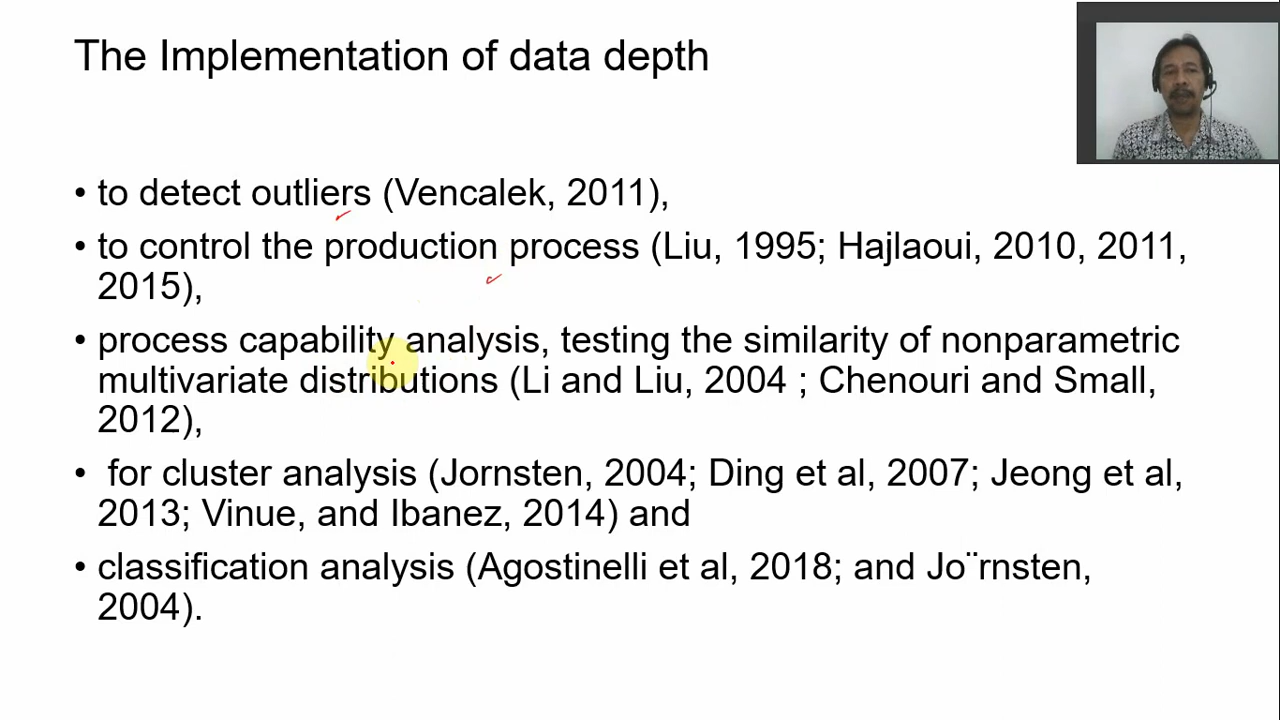 The Implementation of data depth
• to detect outliers (Vencalek, 2011),
• to control the production process (Liu, 1995; Hajlaoui, 2010, 2011,
2015),
• process capability analysis, testing the similarity of nonparametric
multivariate distributions (Li and Liu, 2004 ; Chenouri and Small,
2012),
• for cluster analysis (Jornsten, 2004; Ding et al, 2007; Jeong et al,
2013; Vinue, and Ibanez, 2014) and
• classification analysis (Agostinelli et al, 2018; and Jo¨rnsten,
2004).